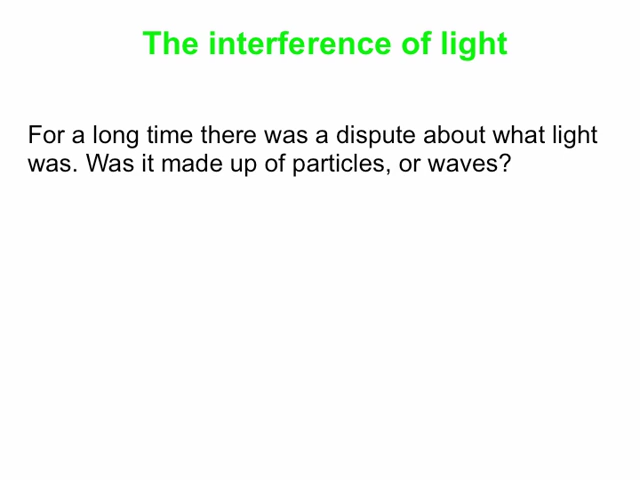 The interference of light
For a long time there was a dispute about what light
was. Was it made up of particles, or waves?